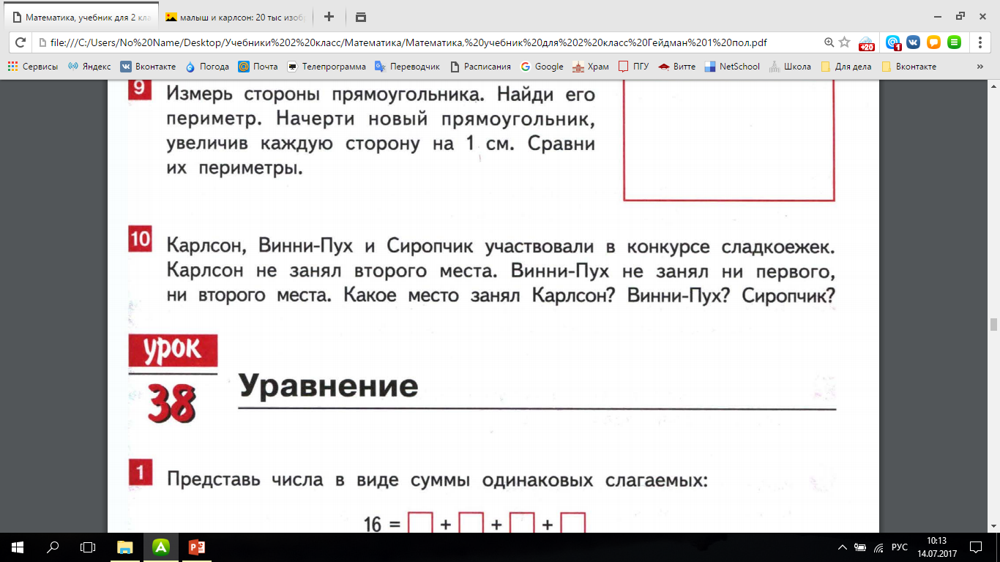 Математика, учебник для 2 кла
малыш и карлсон: 20 тыс изоб
file:///C:/Users/No%20Name/Desktop/Учебники%202%20класс/Математика/Математика,%20учебник%20для%202%20класс%20Гейдман%201%20пол.pdf
+20
1
Сервисы Яндекс Вконтакте Погода Почта Телепрограмма Переводчик Расписания Google Храм ПГУ Витте NetSchool Школа Для дела Вконтакте »
9 Измерь стороны прямоугольника. Найди его
периметр. Начерти новый прямоугольник,
увеличив каждую сторону на 1 см. Сравни
их периметры.
10 Карлсон, Винни-Пух и Сиропчик участвовали в конкурсе сладкоежек.
Карлсон не занял второго места. Винни-Пух не занял ни первого,
ни второго места. Какое место занял Карлсон? Винни-Пух? Сиропчик?
урок
38
Уравнение
1 Представь числа в виде суммы одинаковых слагаемых:
16 = □ + □ + □ + □
РУС
10:13
14.07.2017